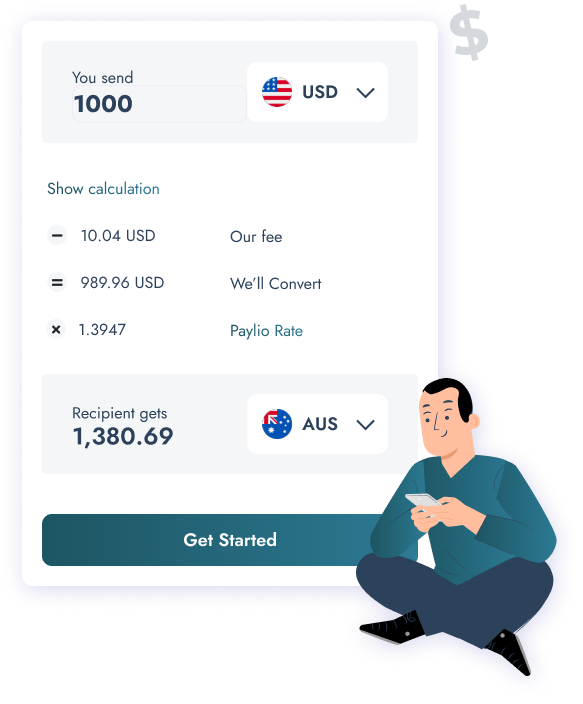 $
You send
1000
USD
Show calculation
10.04 USD Our fee
989.96 USD We’ll Convert
1.3947 Paylio Rate
Recipient gets
1,380.69
AUS
Get Started